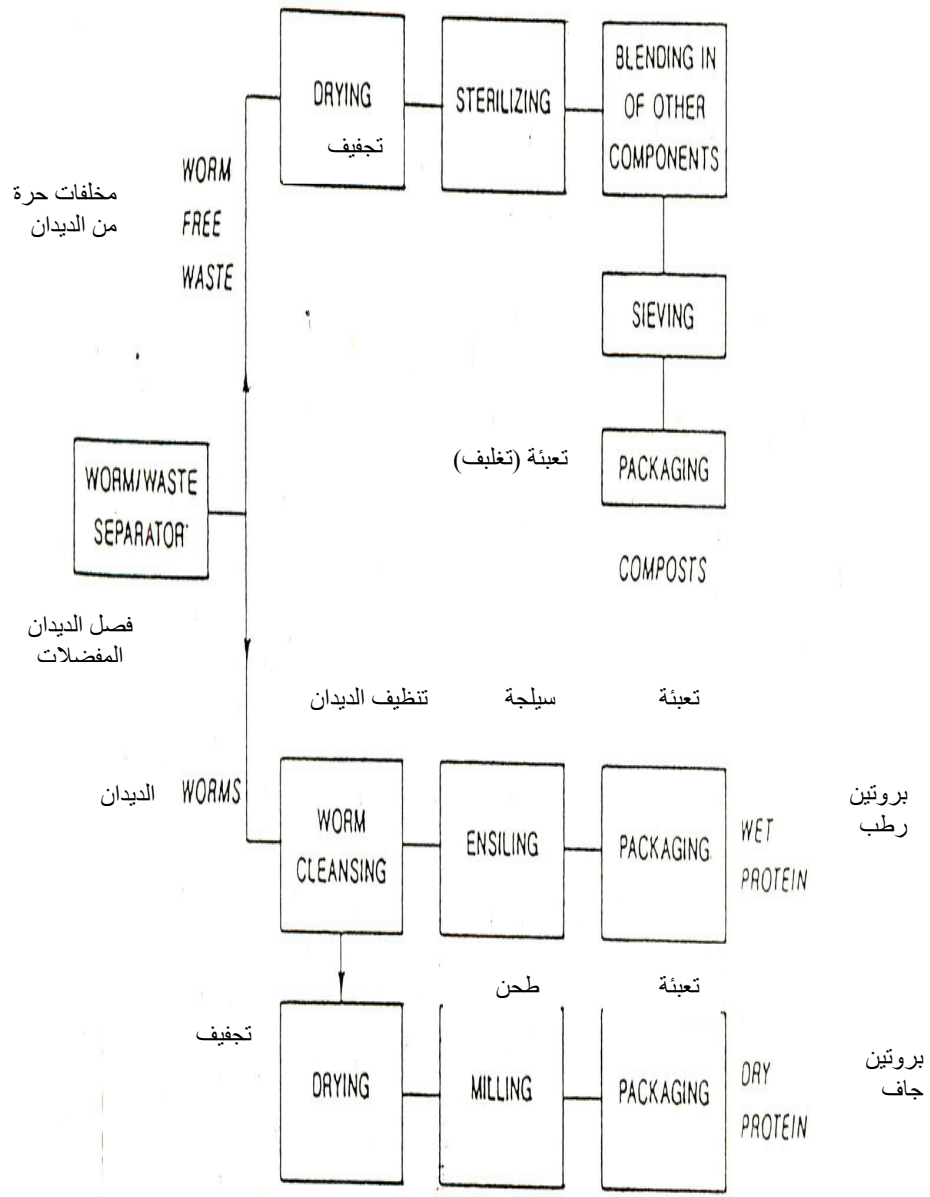 DRYING
تجفيف
STERILIZING
BLENDING IN
OF OTHER
COMPONENTS
مخلفات حرة
من الديدان
WORM
FREE
WASTE
SIEVING
WORM/WASTE
SEPARATOR
تعبئة (تغلبف)
PACKAGING
COMPOSTS
فصل الديدان
المفضلات
تنظيف الديدان
سيلجة
تعبئة
الديدان
WORMS
WORM
CLEANSING
ENSILING
PACKAGING
WET
PROTEIN
بروتين
رطب
تجفيف
طحن
تعبئة
DRYING
MILLING
PACKAGING
DRY
PROTEIN
بروتين
جاف